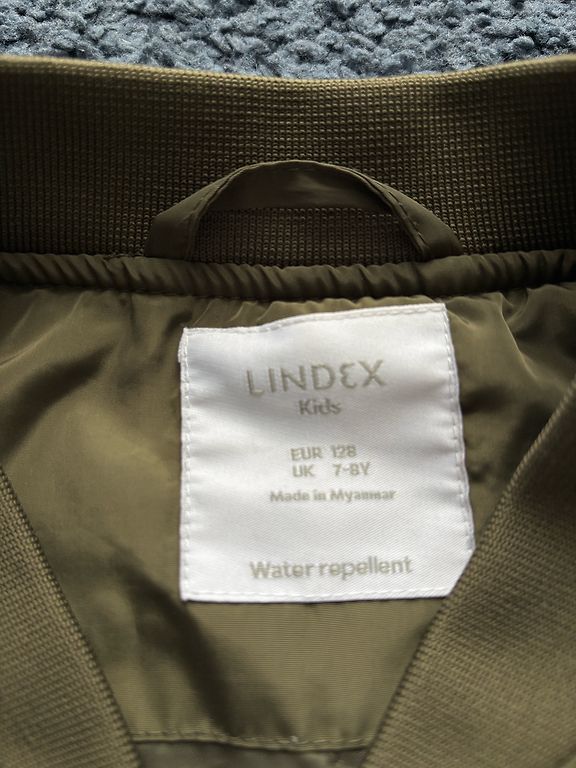 LINDEX
Kids
EUR 128
UK 7-8Y
Made in Myanmar
Water repellent